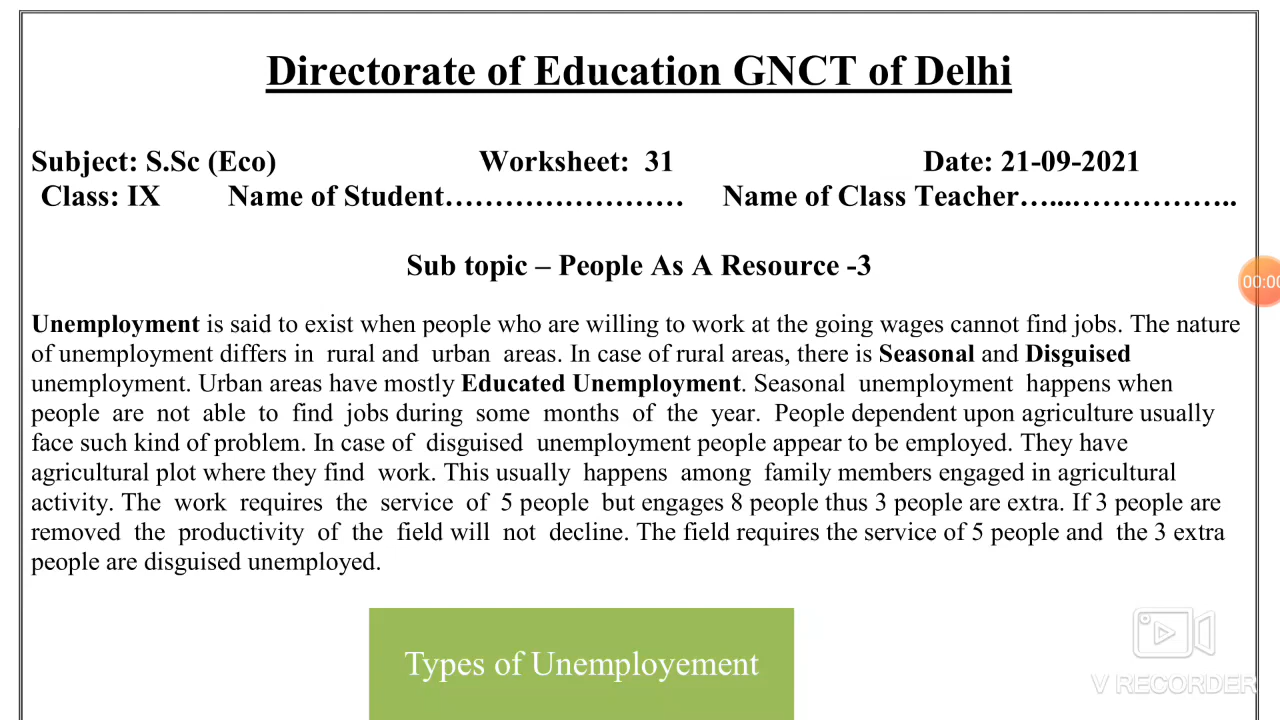 Directorate of Education GNCT of Delhi
Subject: S.Sc (Eco) Worksheet: 31 Date: 21-09-2021
Class: IX Name of Student…………………… Name of Class Teacher…...……………..
Sub topic – People As A Resource -3
Unemployment is said to exist when people who are willing to work at the going wages cannot find jobs. The nature
of unemployment differs in rural and urban areas. In case of rural areas, there is Seasonal and Disguised
unemployment. Urban areas have mostly Educated Unemployment. Seasonal unemployment happens when
people are not able to find jobs during some months of the year. People dependent upon agriculture usually
face such kind of problem. In case of disguised unemployment people appear to be employed. They have
agricultural plot where they find work. This usually happens among family members engaged in agricultural
activity. The work requires the service of 5 people but engages 8 people thus 3 people are extra. If 3 people are
removed the productivity of the field will not decline. The field requires the service of 5 people and the 3 extra
people are disguised unemployed.
Types of Unemployement
00:00
V RECORDER